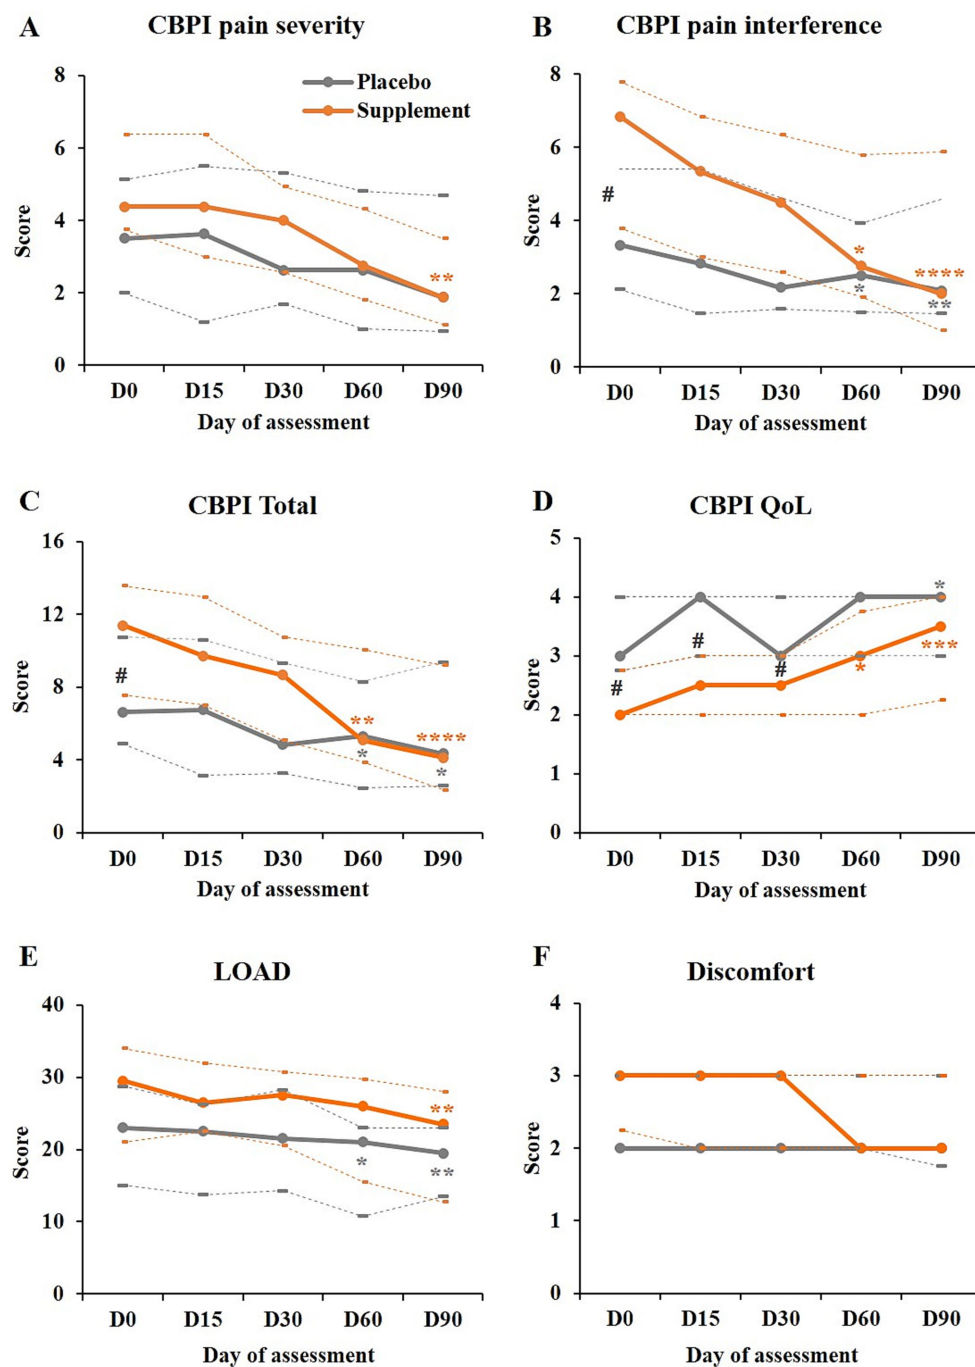 A CBPI pain severity
8
6
4
2
0
Score
Placebo
Supplement
**
D0 D15 D30 D60 D90
Day of assessment
B CBPI pain interference
8
6
4
2
0
Score
#
*
*
****
**
D0 D15 D30 D60 D90
Day of assessment
C CBPI Total
16
12
8
4
0
Score
#
**
*
****
*
D0 D15 D30 D60 D90
Day of assessment
D CBPI QoL
5
4
3
2
1
0
Score
#
#
#
*
*
***
D0 D15 D30 D60 D90
Day of assessment
E LOAD
40
30
20
10
0
Score
*
**
**
D0 D15 D30 D60 D90
Day of assessment
F Discomfort
4
3
2
1
0
Score
D0 D15 D30 D60 D90
Day of assessment